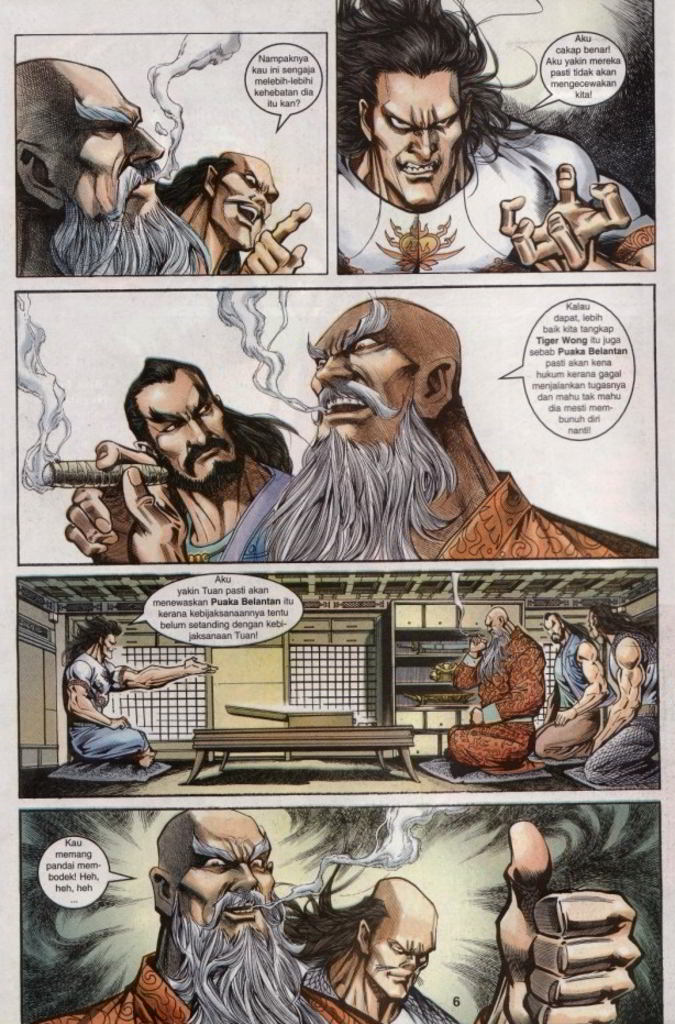 Nampaknya
kau ini sengaja
melebih-lebihi
kehebatan dia
itu kan?
Aku
cakap benar!
Aku yakin mereka
pasti tidak akan
mengecewakan
kita!
Kalau
dapat, lebih
baik kita tangkap
Tiger Wong itu juga
sebab Puaka Belantan
pasti akan kena
hukum kerana gagal
menjalankan tugasnya
dan mahu tak mahu
dia mesti mem-
bunuh diri
nanti!
Aku
yakin Tuan pasti akan
menewaskan Puaka Belantan itu
kerana kebijaksanaannya tentu
belum setanding dengan kebi-
jaksanaan Tuan!
Kau
memang
pandai mem-
bodek! Heh,
heh, heh
...
6